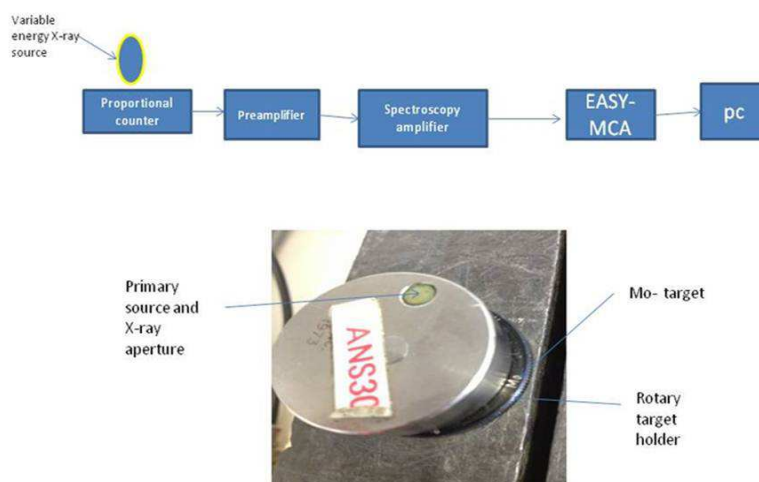 Variable
energy X-ray
source
Proportional
counter
Preamplifier
Spectroscopy
amplifier
EASY-
MCA
pc
Primary
source and
X-ray
aperture
Mo- target
Rotary
target
holder
1973
ANS30